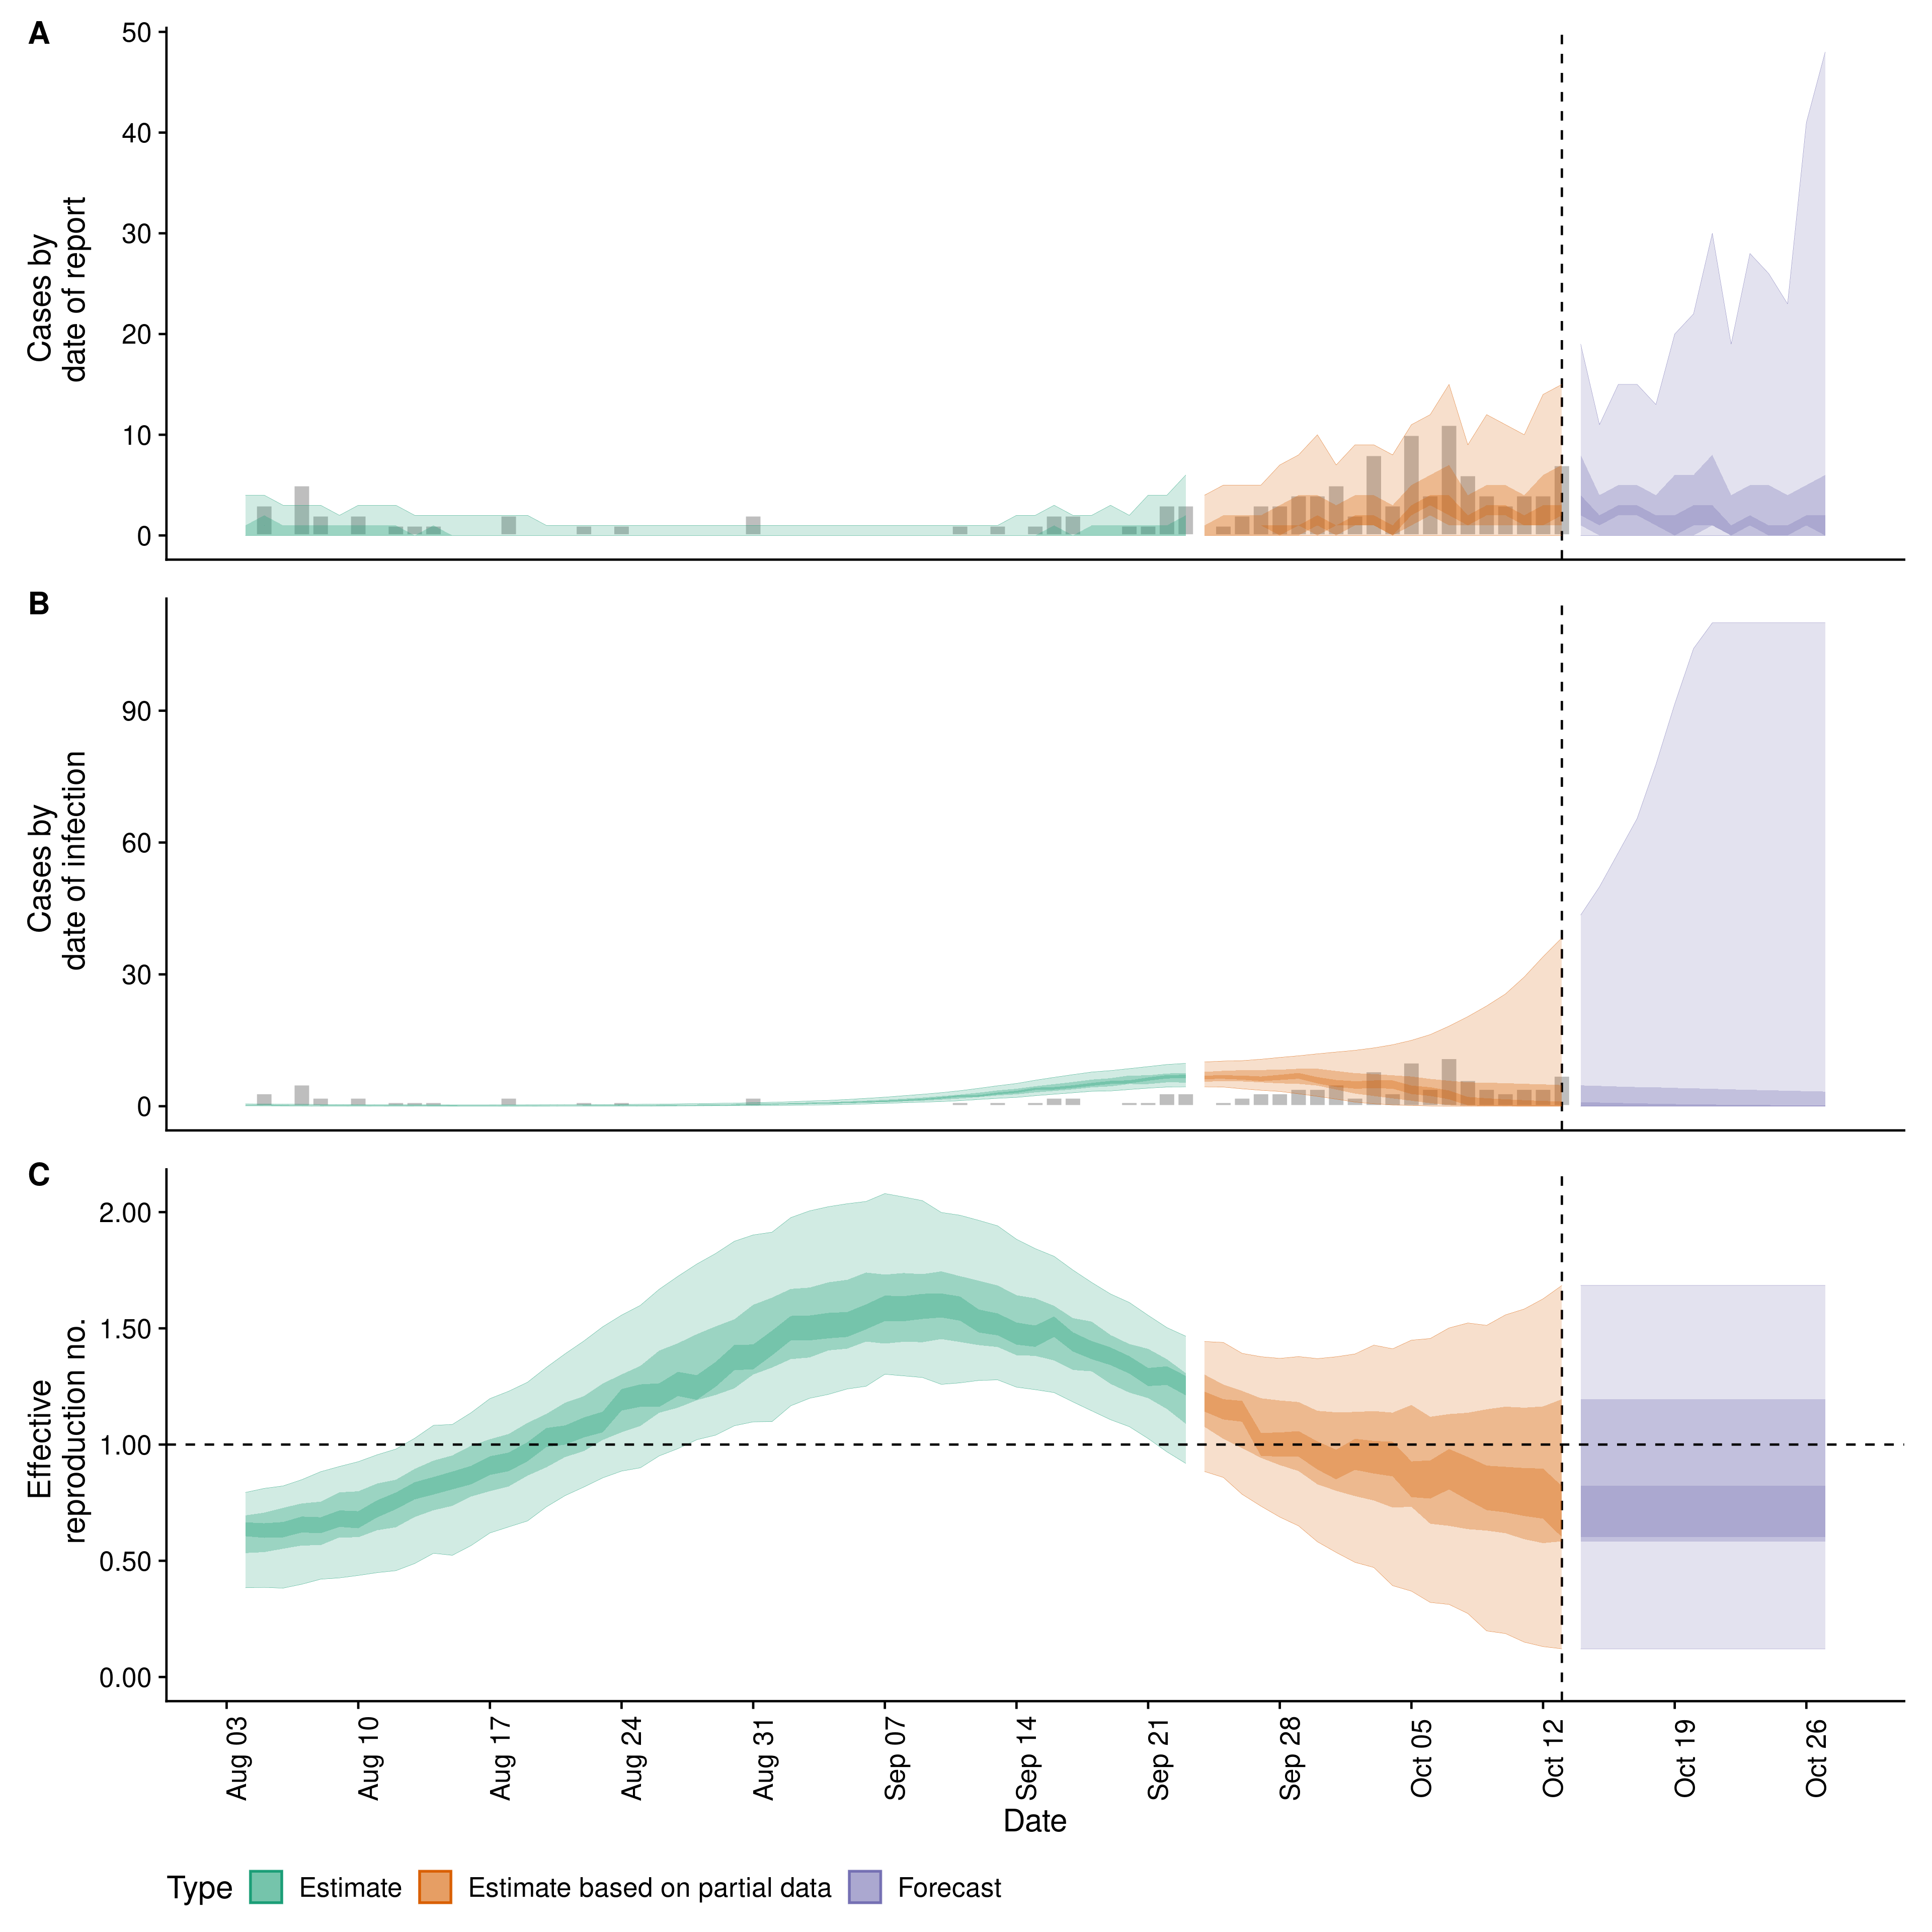 A
50
40
30
20
10
0
Cases by
date of report
B
90
60
30
0
Cases by
date of infection
C
2.00
1.50
1.00
0.50
0.00
Effective
reproduction no.
Aug 03
Aug 10
Aug 17
Aug 24
Aug 31
Sep 07
Sep 14
Sep 21
Sep 28
Oct 05
Oct 12
Oct 19
Oct 26
Date
Type Estimate Estimate based on partial data Forecast